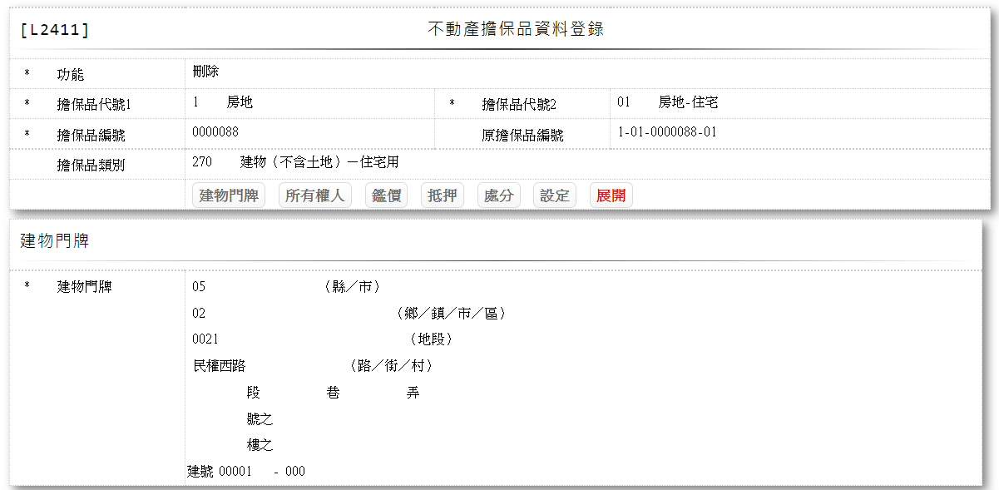 [L2411] 不動產擔保品資料登錄
* 功能 刪除
* 擔保品代號1 1 房地 * 擔保品代號2 01 房地-住宅
* 擔保品編號 0000088 原擔保品編號 1-01-0000088-01
擔保品類別 270 建物（不含土地）－住宅用
建物門牌 所有權人 鑑價 抵押 處分 設定 展開
建物門牌
* 建物門牌 05 （縣／市）
02 （鄉／鎮／市／區）
0021 （地段）
民權西路 （路／街／村）
段 巷 弄
號之
樓之
建號 00001 - 000